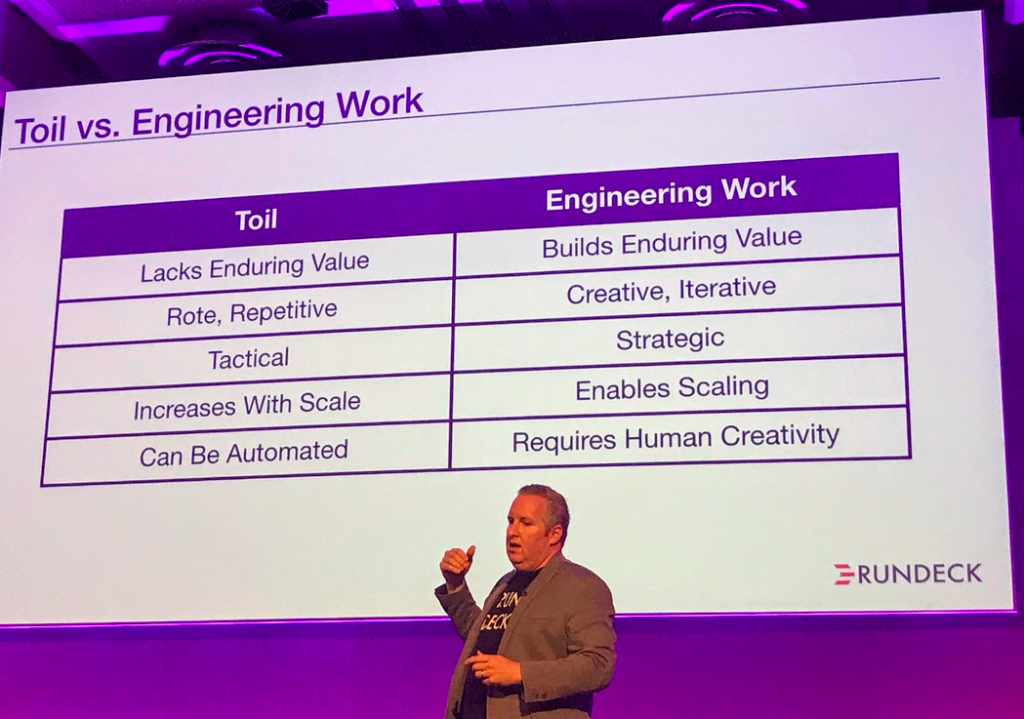 Toil vs. Engineering Work
Toil Engineering Work
Lacks Enduring Value Builds Enduring Value
Rote, Repetitive Creative, Iterative
Tactical Strategic
Increases With Scale Enables Scaling
Can Be Automated Requires Human Creativity
RUNDECK
RUN
DECK